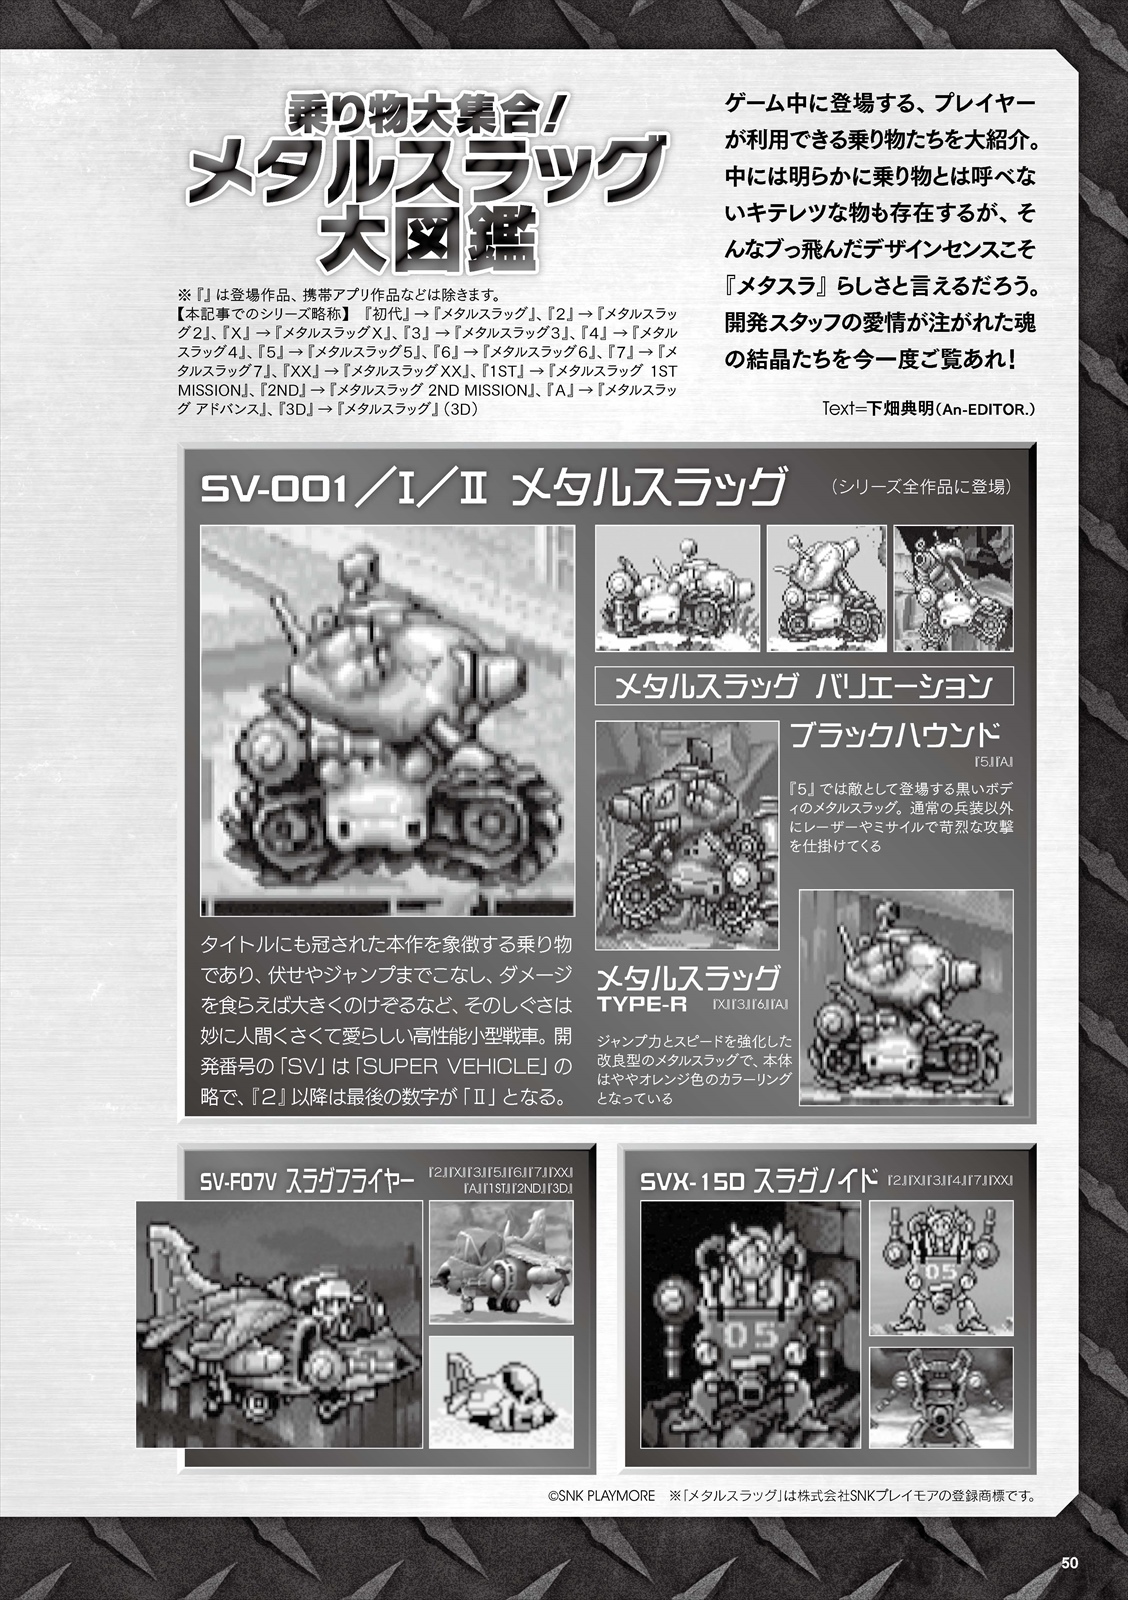 乗り物大集合！
メタルスラッグ
大図鑑
ゲーム中に登場する、プレイヤー
が利用できる乗り物たちを大紹介。
中には明らかに乗り物とは呼べな
いキテレツな物も存在するが、そ
んなブっ飛んだデザインセンスこそ
『メタスラ』らしさと言えるだろう。
開発スタッフの愛情が注がれた魂
の結晶たちを今一度ご覧あれ！
Text=下畑典明（An-EDITOR.）
※『』は登場作品、携帯アプリ作品などは除きます。
【本記事でのシリーズ略称】『初代』→『メタルスラッグ』、『2』→『メタルスラッ
グ2』、『X』→『メタルスラッグX』、『3』→『メタルスラッグ3』、『4』→『メタル
スラッグ4』、『5』→『メタルスラッグ5』、『6』→『メタルスラッグ6』、『7』→『メ
タルスラッグ7』、『XX』→『メタルスラッグXX』、『1ST』→『メタルスラッグ 1ST
MISSION』、『2ND』→『メタルスラッグ 2ND MISSION』、『A』→『メタルスラッ
グ アドバンス』、『3D』→『メタルスラッグ』（3D）
SV-001／Ⅰ／Ⅱ メタルスラッグ
（シリーズ全作品に登場）
メタルスラッグ バリエーション
ブラックハウンド
『5』『A』
『5』では敵として登場する黒いボデ
ィのメタルスラッグ。通常の兵装以外
にレーザーやミサイルで苛烈な攻撃
を仕掛けてくる
タイトルにも冠された本作を象徴する乗り物
であり、伏せやジャンプまでこなし、ダメージ
を食らえば大きくのけぞるなど、そのしぐさは
妙に人間くさくて愛らしい高性能小型戦車。開
発番号の「SV」は「SUPER VEHICLE」の
略で、『2』以降は最後の数字が「Ⅱ」となる。
メタルスラッグ
TYPE-R 『X』『3』『6』『A』
ジャンプ力とスピードを強化した
改良型のメタルスラッグで、本体
はややオレンジ色のカラーリング
となっている
SV-F07V スラグフライヤー
『2』『X』『3』『5』『6』『7』『XX』
『A』『1ST』『2ND』『3D』
SVX-15D スラグノイド 『2』『X』『3』『4』『7』『XX』
05
05
©SNK PLAYMORE ※「メタルスラッグ」は株式会社SNKプレイモアの登録商標です。
50